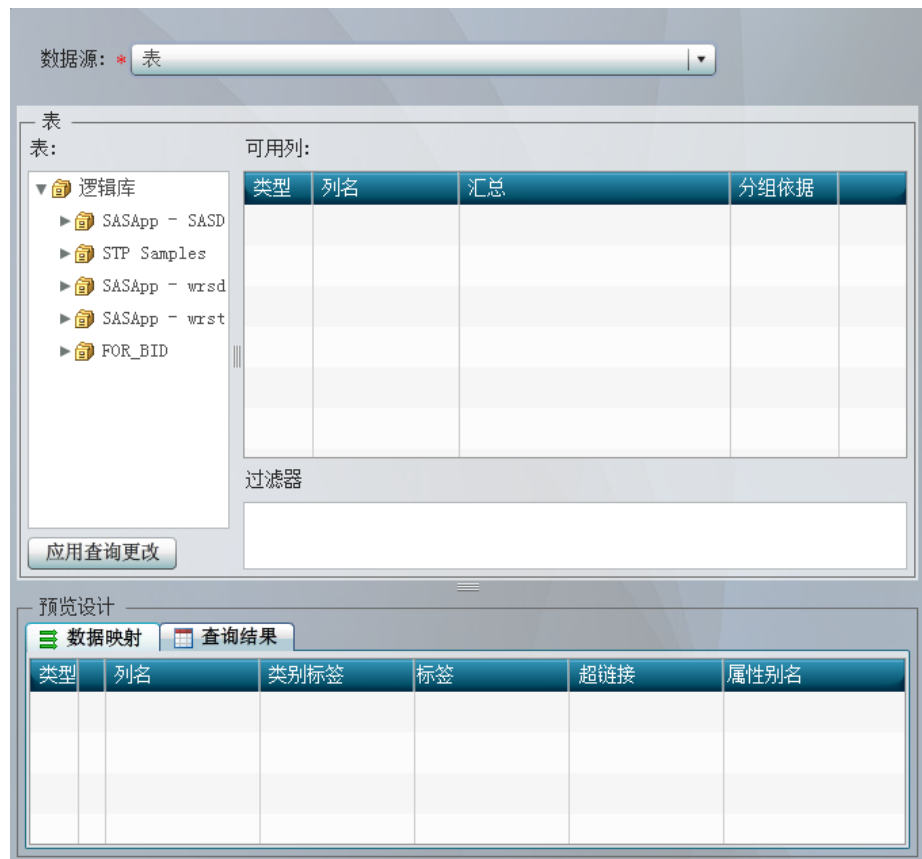 数据源: * 表
表
表:
可用列:
逻辑库
SASApp - SASD
STP Samples
SASApp - wrsd
SASApp - wrst
FOR_BID
类型 列名 汇总 分组依据
过滤器
应用查询更改
预览设计
数据映射 查询结果
类型 列名 类别标签 标签 超链接 属性别名